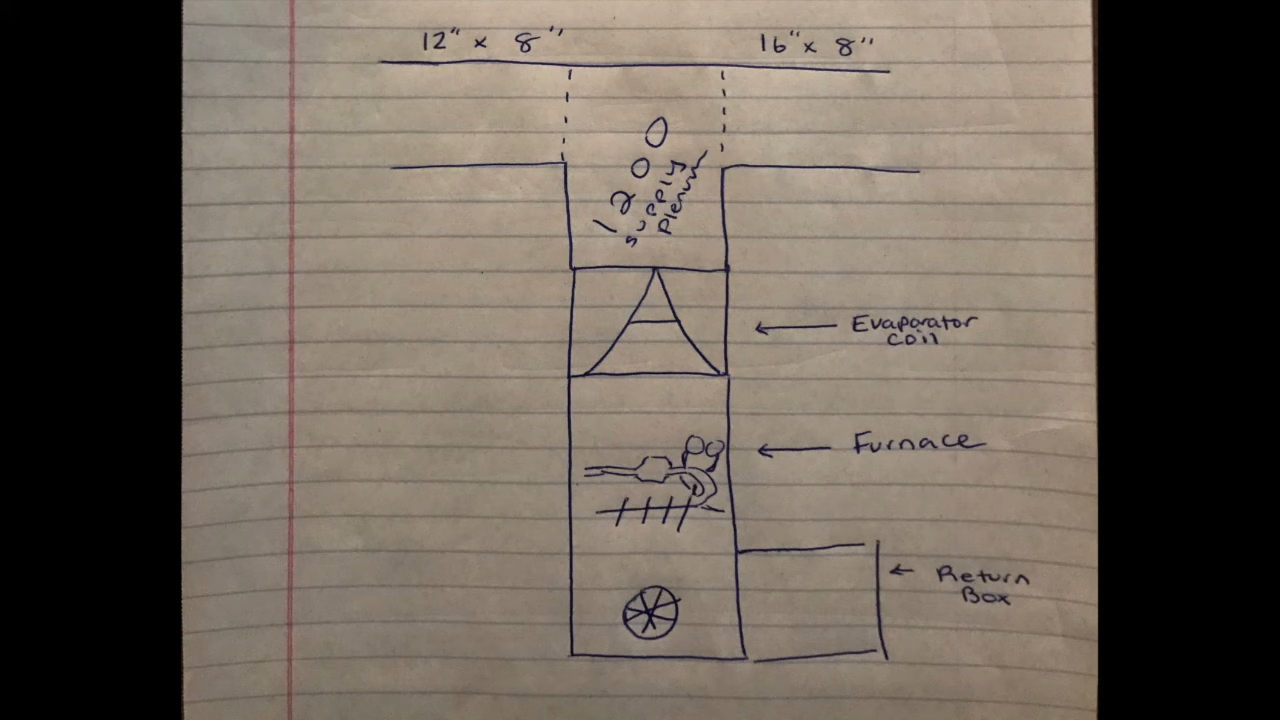 12" x 8"
16" x 8"
1200
Supply
Plenum
Evaporator
coil
Furnace
Return
Box